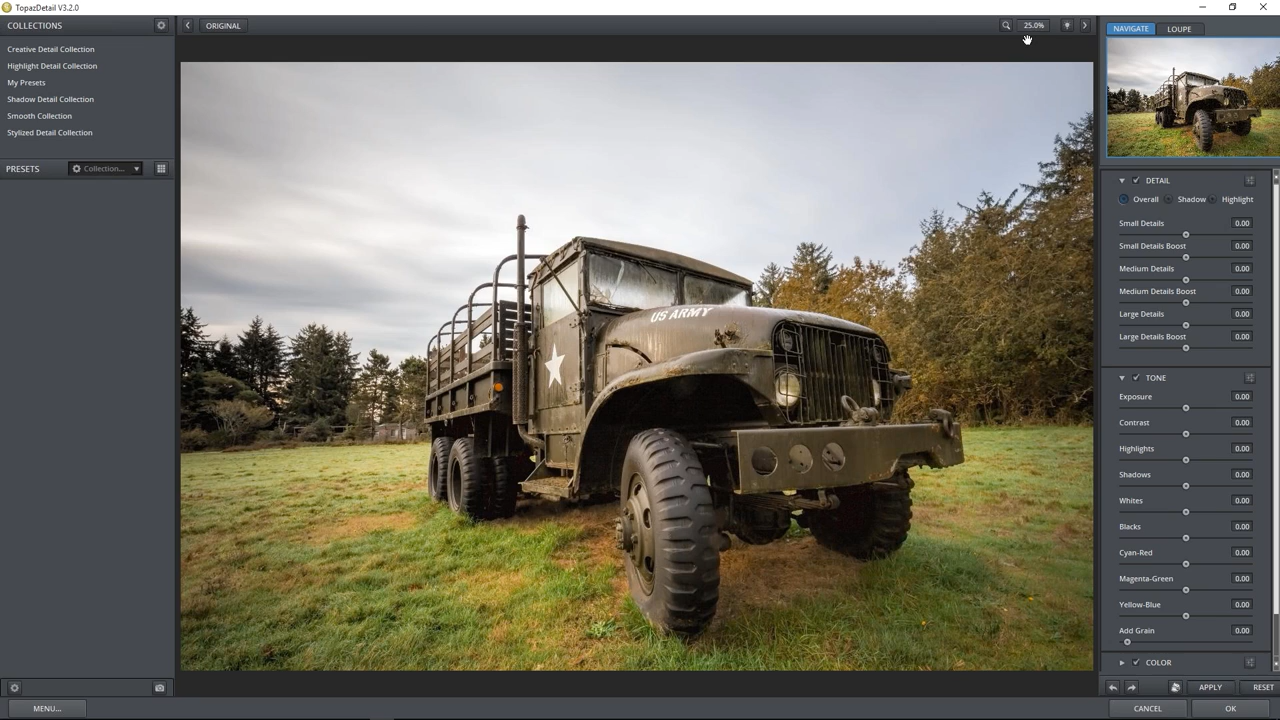 TopazDetail V3.2.0
COLLECTIONS
ORIGINAL
25.0%
NAVIGATE
LOUPE
Creative Detail Collection
Highlight Detail Collection
My Presets
Shadow Detail Collection
Smooth Collection
Stylized Detail Collection
PRESETS
Collection...
US ARMY
DETAIL
Overall Shadow Highlight
Small Details 0.00
Small Details Boost 0.00
Medium Details 0.00
Medium Details Boost 0.00
Large Details 0.00
Large Details Boost 0.00
TONE
Exposure 0.00
Contrast 0.00
Highlights 0.00
Shadows 0.00
Whites 0.00
Blacks 0.00
Cyan-Red 0.00
Magenta-Green 0.00
Yellow-Blue 0.00
Add Grain 0.00
COLOR
APPLY
RESET
MENU...
CANCEL
OK